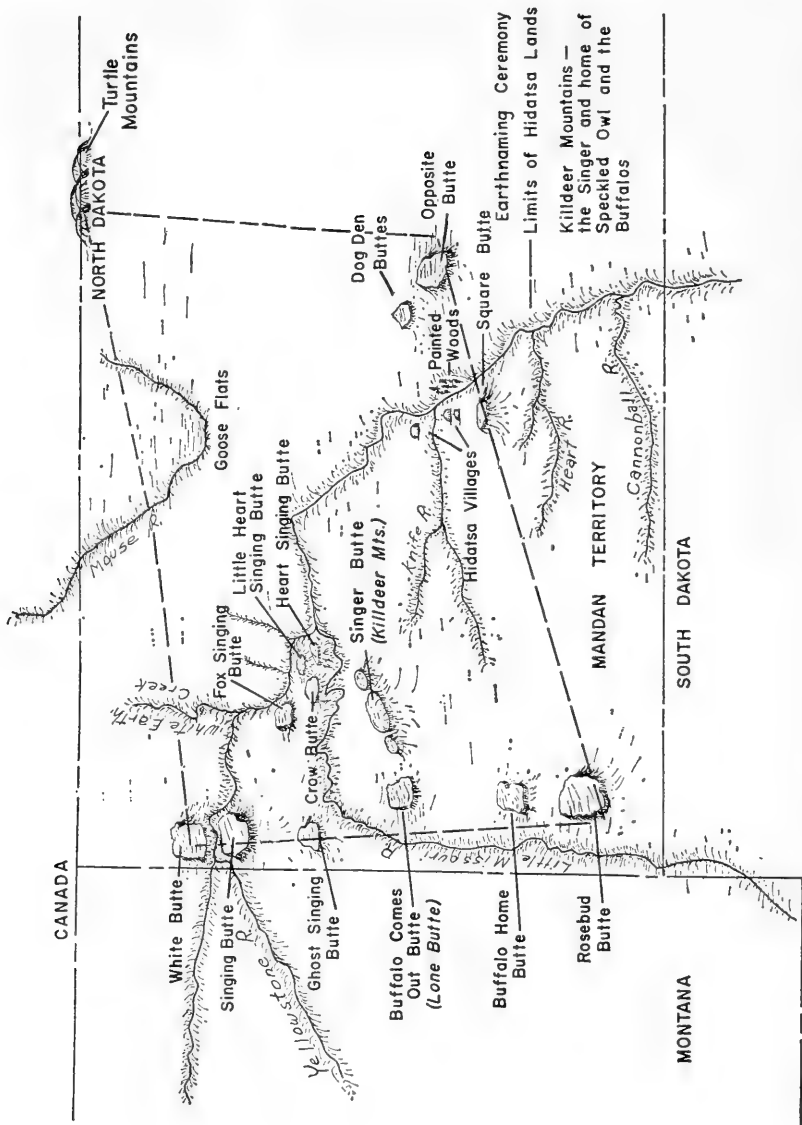 CANADA
NORTH DAKOTA
Turtle
Mountains
Mouse R.
Goose Flats
White Earth
Creek
White Butte
Singing Butte
Yellowstone R.
Fox Singing
Butte
Little Heart
Singing Butte
Heart Singing Butte
Crow Butte
Ghost Singing
Butte
Singer Butte
(Killdeer Mts.)
Dog Den
Buttes
Opposite
Butte
Painted
Woods
Square Butte
Knife R.
Hidatsa Villages
Buffalo Comes
Out Butte
(Lone Butte)
Little Missouri R.
Buffalo Home
Butte
Rosebud
Butte
Heart R.
MANDAN TERRITORY
Cannonball R.
Earthnaming Ceremony
Limits of Hidatsa Lands
Killdeer Mountains —
the Singer and home of
Speckled Owl and the
Buffalos
MONTANA
SOUTH DAKOTA